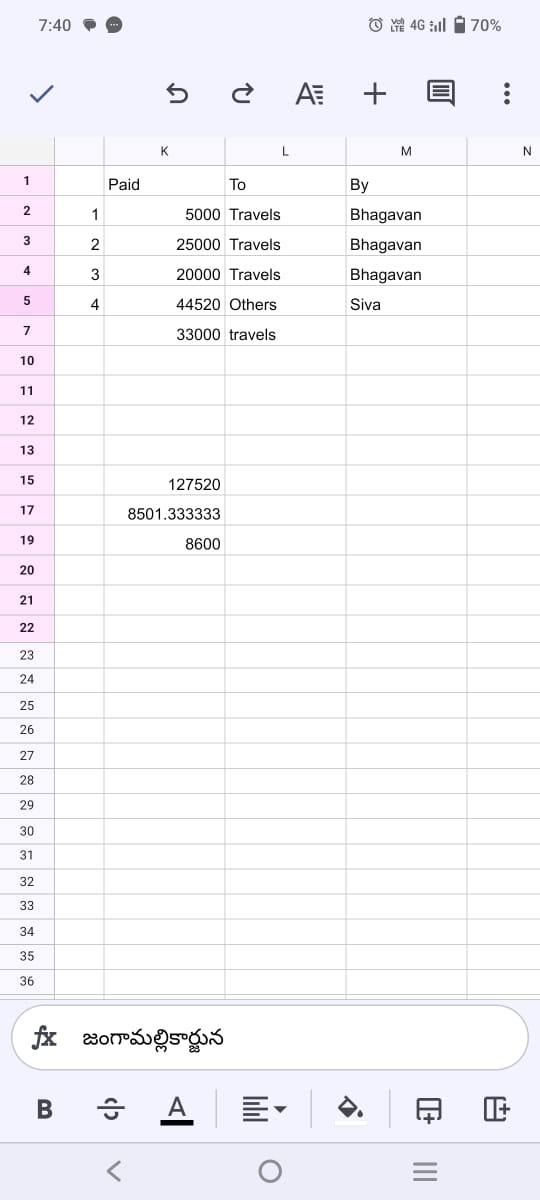 7:40 Vo) LTE 4G 70%
K L M N
1 Paid To By
2 1 5000 Travels Bhagavan
3 2 25000 Travels Bhagavan
4 3 20000 Travels Bhagavan
5 4 44520 Others Siva
7 33000 travels
10
11
12
13
15 127520
17 8501.333333
19 8600
20
21
22
23
24
25
26
27
28
29
30
31
32
33
34
35
36
fx జంగామల్లికార్జున
B S A